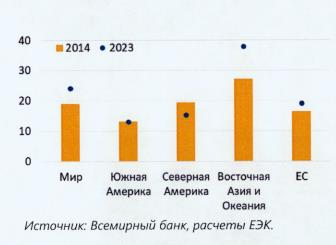 40
2014 2023
30
20
10
0
Мир Южная Северная Восточная ЕС
Америка Америка Азия и
Океания
Источник: Всемирный банк, расчеты ЕЭК.